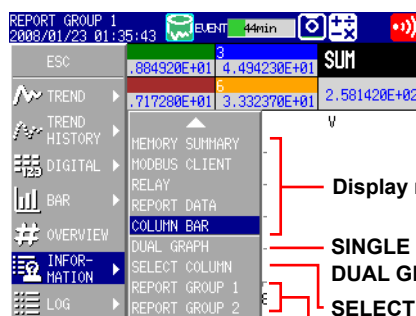 REPORT GROUP 1
2008/01/23 01:35:43
EVENT 44min
ESC
3
.884920E+01 4.494230E+01 SUM
6
.717280E+01 3.332370E+01 2.581420E+02
V
TREND
TREND
HISTORY
DIGITAL
BAR
OVERVIEW
INFOR-
MATION
LOG
MEMORY SUMMARY
MODBUS CLIENT
RELAY
REPORT DATA
COLUMN BAR
DUAL GRAPH
SELECT COLUMN
REPORT GROUP 1
REPORT GROUP 2
Display
SINGLE
DUAL
SELECT